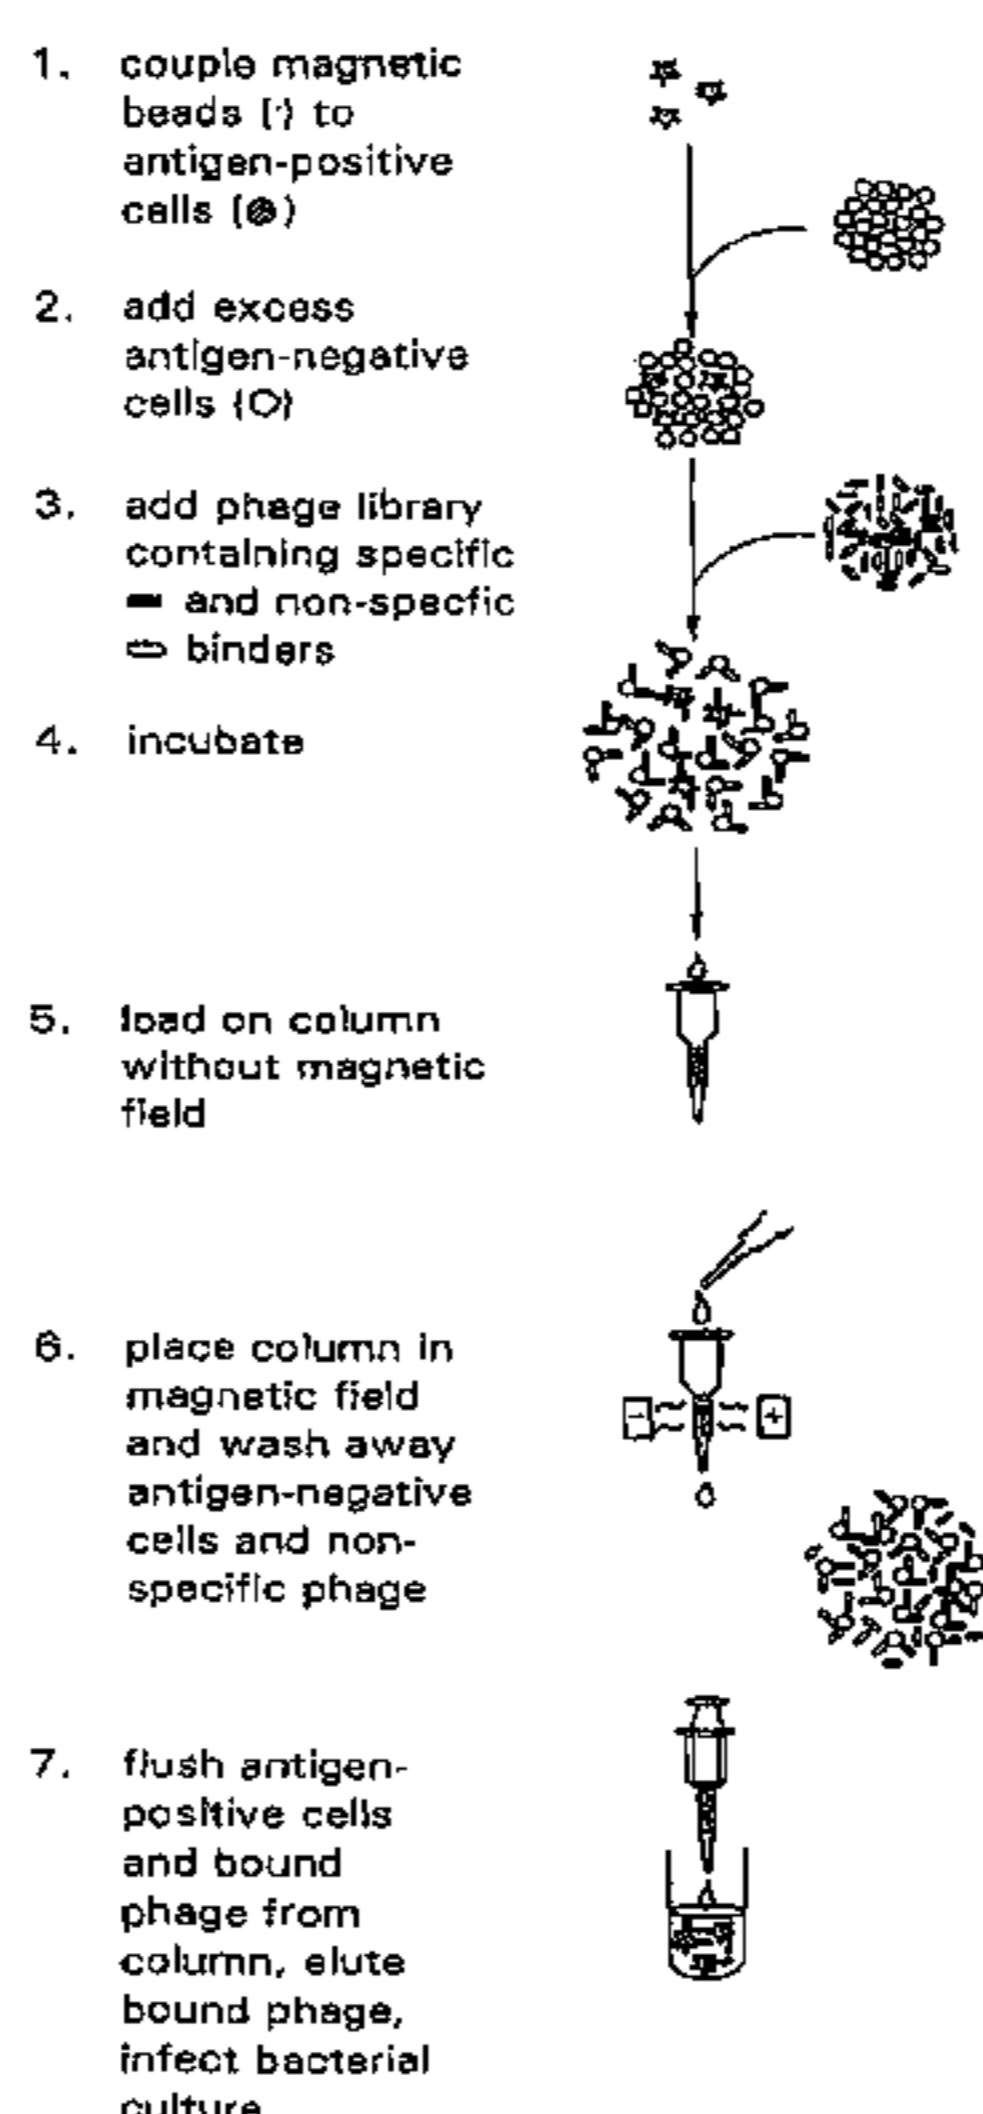 1. couple magnetic
beads (*) to
antigen-positive
cells (⊛)
2. add excess
antigen-negative
cells (O)
3. add phage library
containing specific
▬ and non-specfic
▭ binders
4. incubate
5. load on column
without magnetic
field
6. place column in
magnetic field
and wash away
antigen-negative
cells and non-
specific phage
- +
7. flush antigen-
positive cells
and bound
phage from
column, elute
bound phage,
infect bacterial
culture